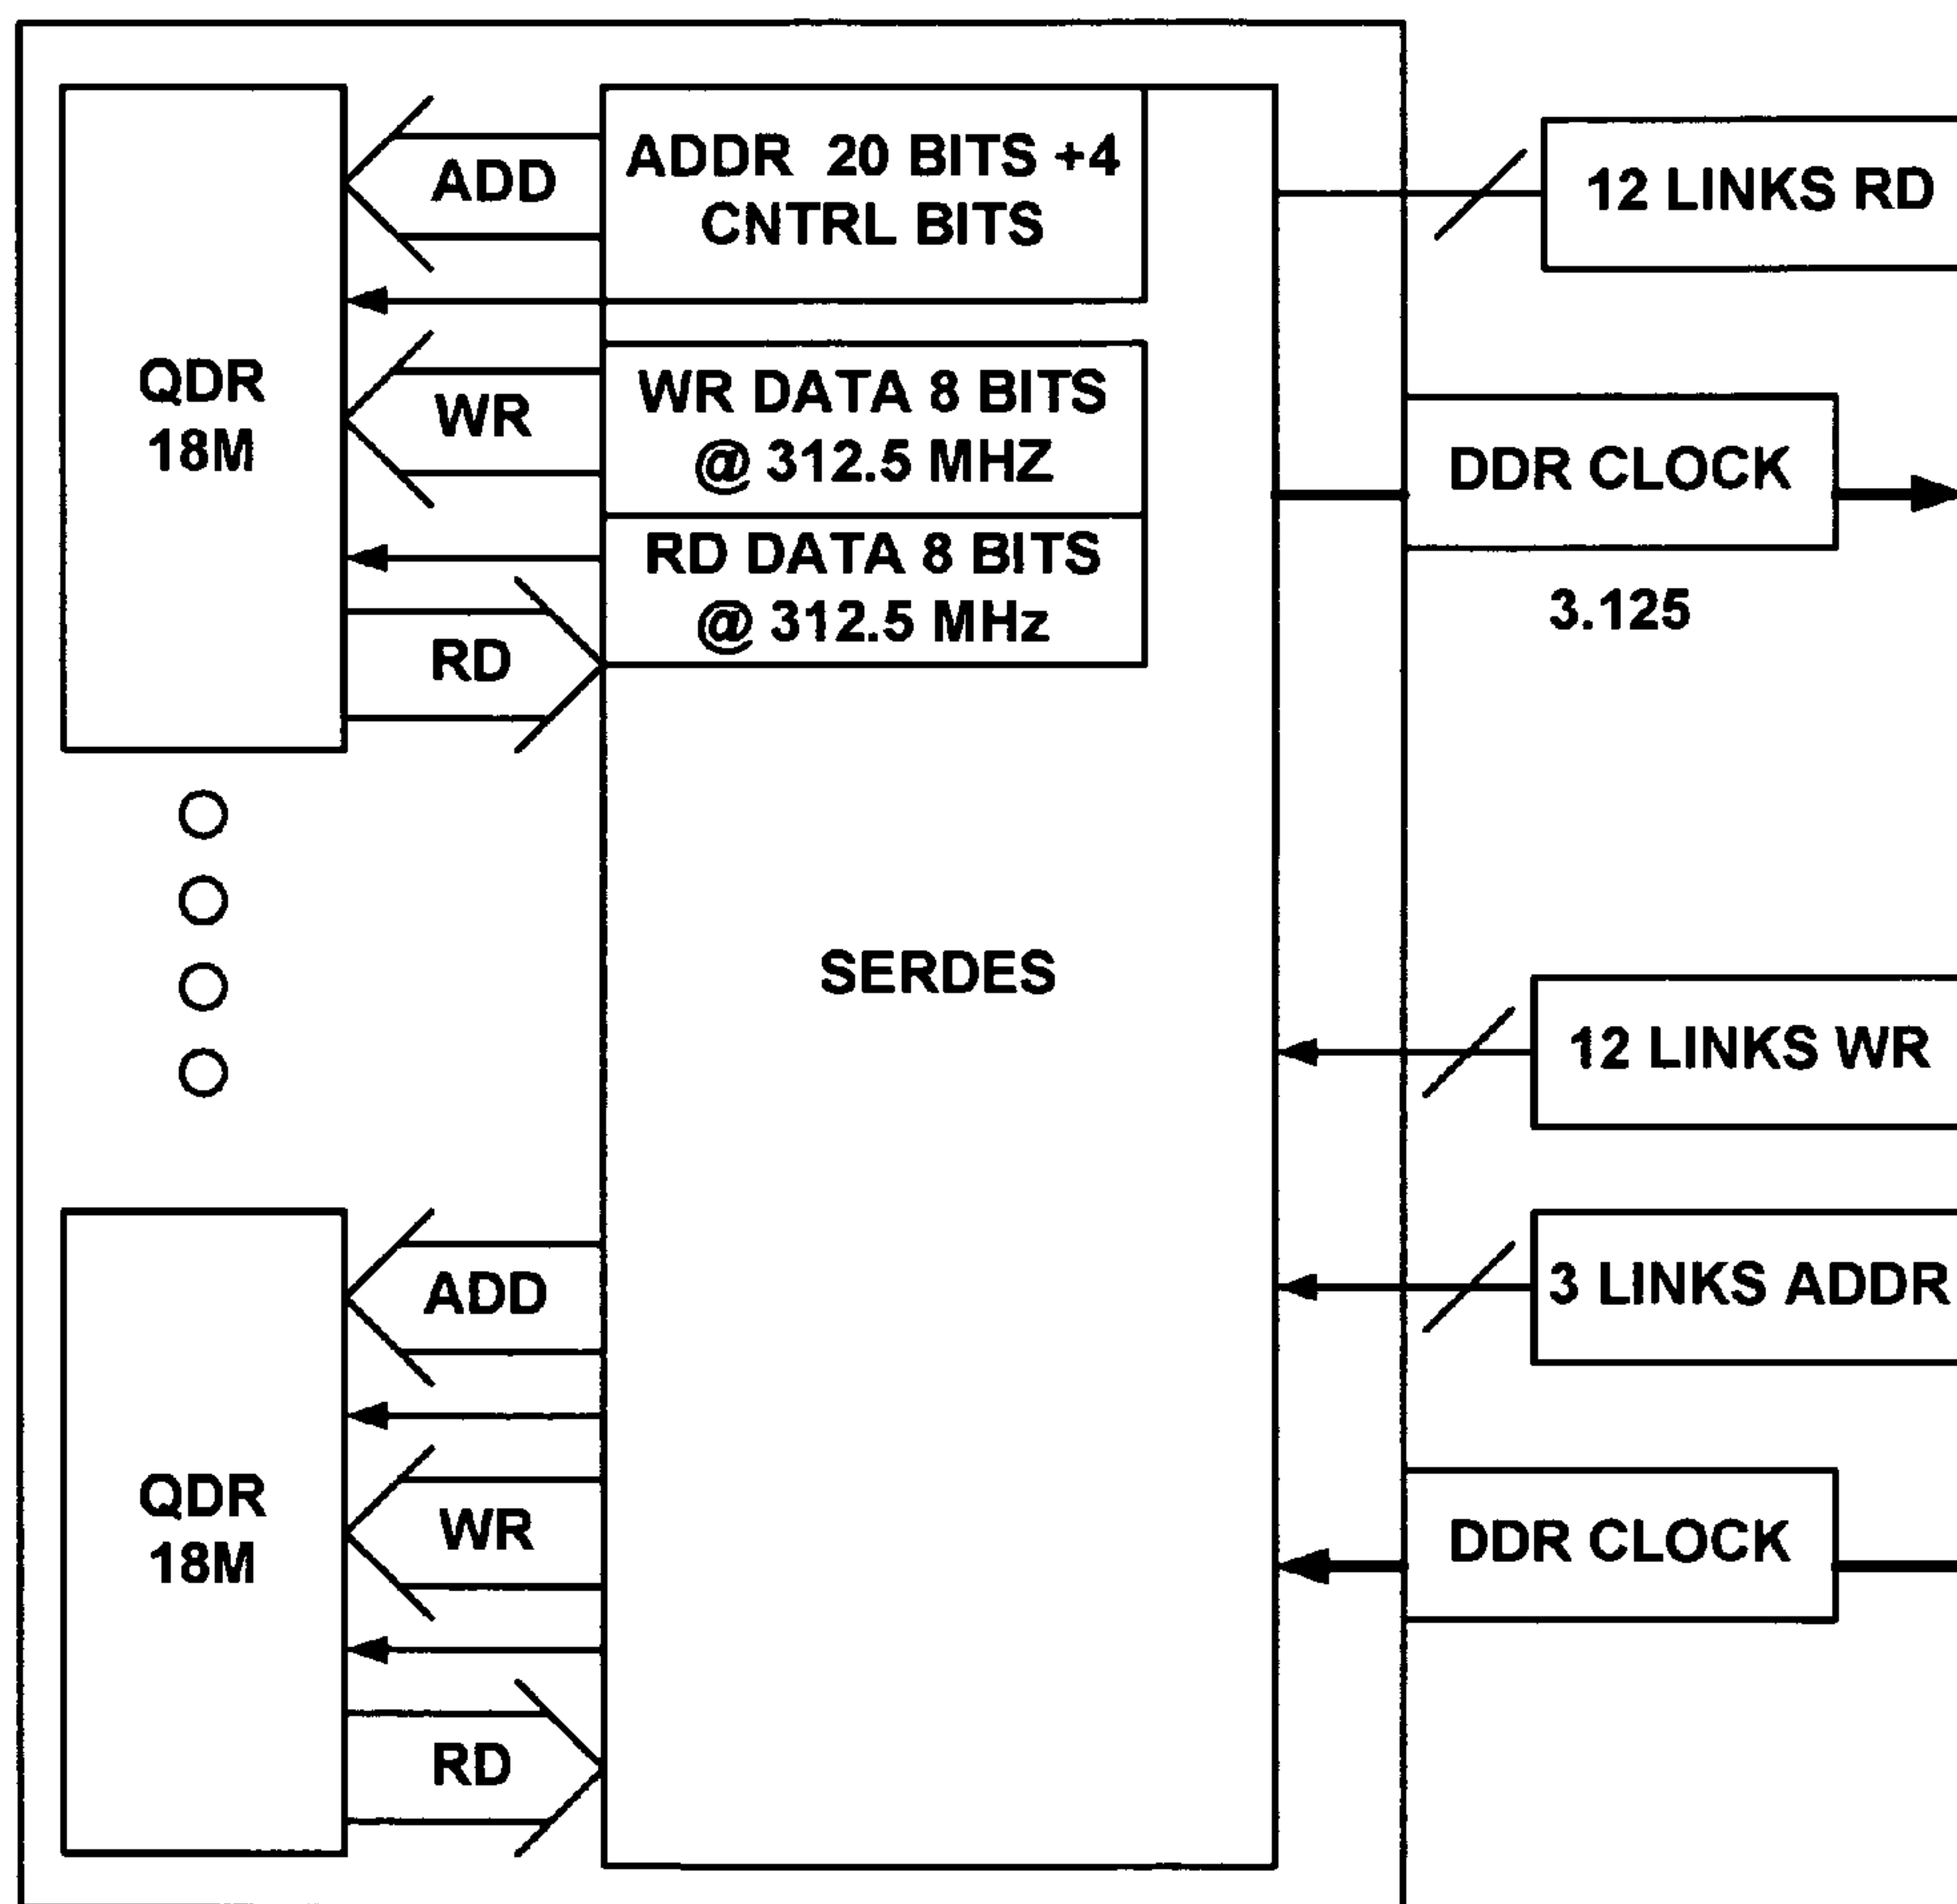 ADD
ADDR 20 BITS +4
CNTRL BITS
12 LINKS RD
QDR
18M
WR
WR DATA 8 BITS
@ 312.5 MHZ
DDR CLOCK
3.125
RD DATA 8 BITS
@ 312.5 MHz
RD
SERDES
12 LINKS WR
ADD
3 LINKS ADDR
QDR
18M
WR
DDR CLOCK
RD